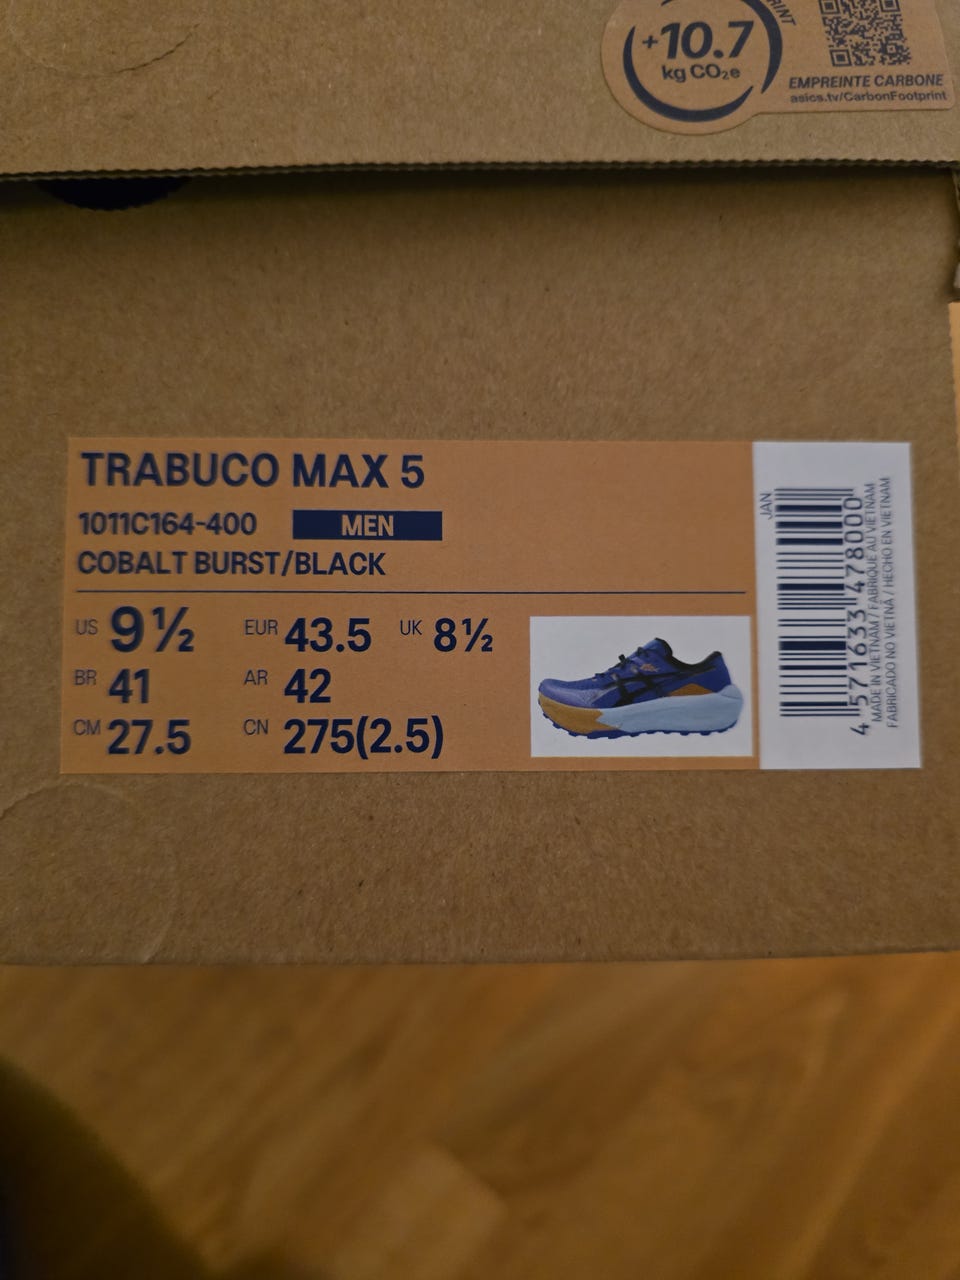 +10.7
kg CO₂e
EMPREINTE CARBONE
asics.tv/CarbonFootprint
TRABUCO MAX 5
1011C164-400 MEN
COBALT BURST/BLACK
US 9½ EUR 43.5 UK 8½
BR 41 AR 42
CM 27.5 CN 275(2.5)
JAN
4 571633 478000
MADE IN VIETNAM / FABRIQUÉ AU VIETNAM
FABRICADO NO VIETNÃ / HECHO EN VIETNAM